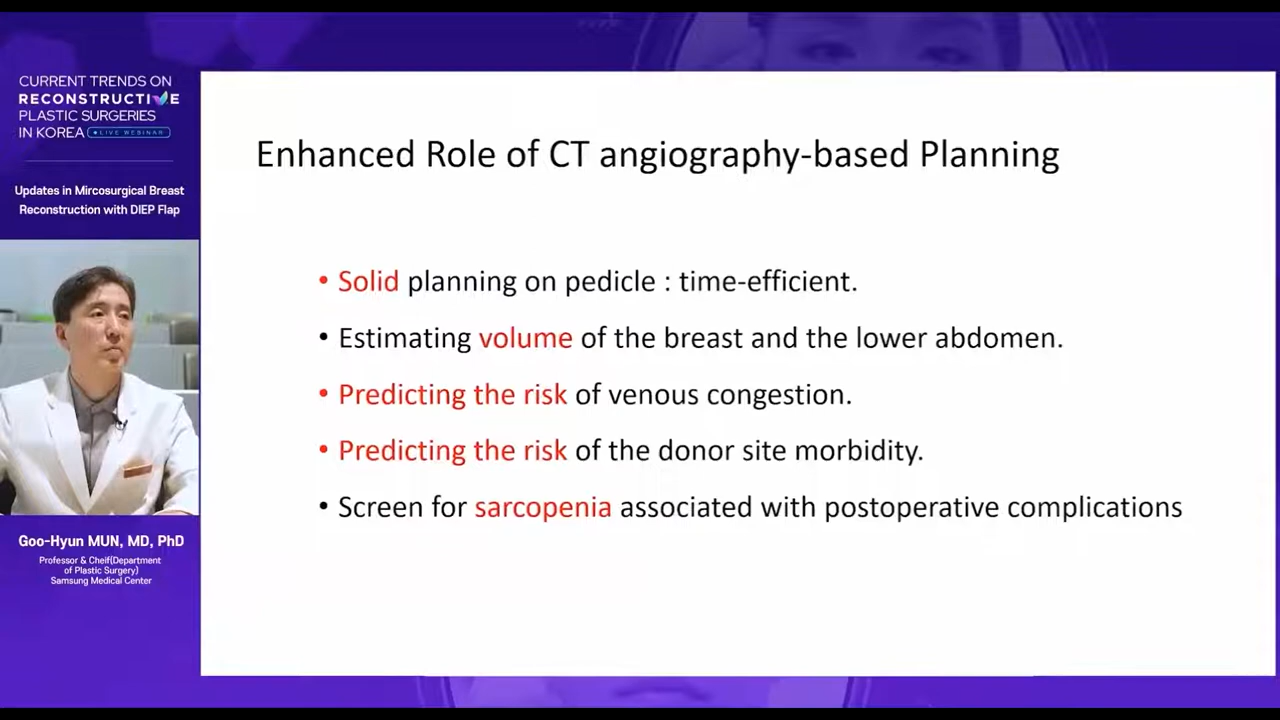 CURRENT TRENDS ON
RECONSTRUCTIVE
PLASTIC SURGERIES
IN KOREA LIVE WEBINAR
Updates in Mircosurgical Breast
Reconstruction with DIEP Flap
Goo-Hyun MUN, MD, PhD
Professor & Cheif(Department
of Plastic Surgery)
Samsung Medical Center
Enhanced Role of CT angiography-based Planning
• Solid planning on pedicle : time-efficient.
• Estimating volume of the breast and the lower abdomen.
• Predicting the risk of venous congestion.
• Predicting the risk of the donor site morbidity.
• Screen for sarcopenia associated with postoperative complications